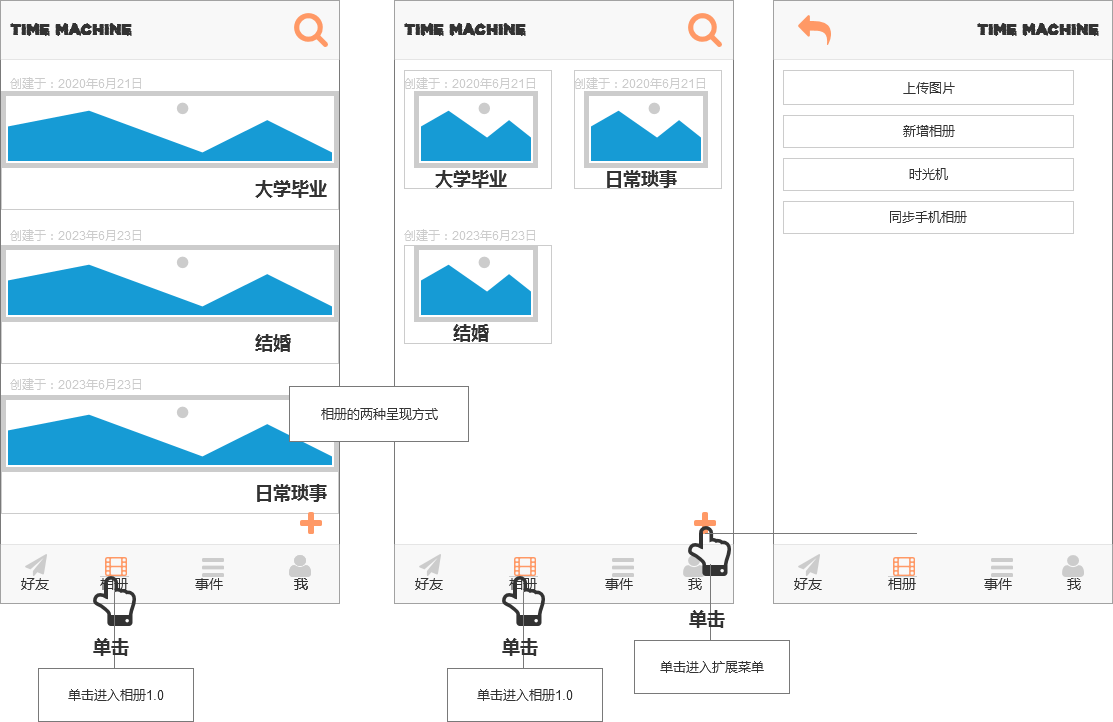 TIME MACHINE
创建于：2020年6月21日
大学毕业
创建于：2023年6月23日
结婚
创建于：2023年6月23日
日常琐事
好友
相册
事件
我
单击
单击进入相册1.0
相册的两种呈现方式
TIME MACHINE
创建于：2020年6月21日
创建于：2020年6月21日
大学毕业
日常琐事
创建于：2023年6月23日
结婚
好友
相册
事件
我
单击
单击进入相册1.0
单击
单击进入扩展菜单
TIME MACHINE
上传图片
新增相册
时光机
同步手机相册
好友
相册
事件
我